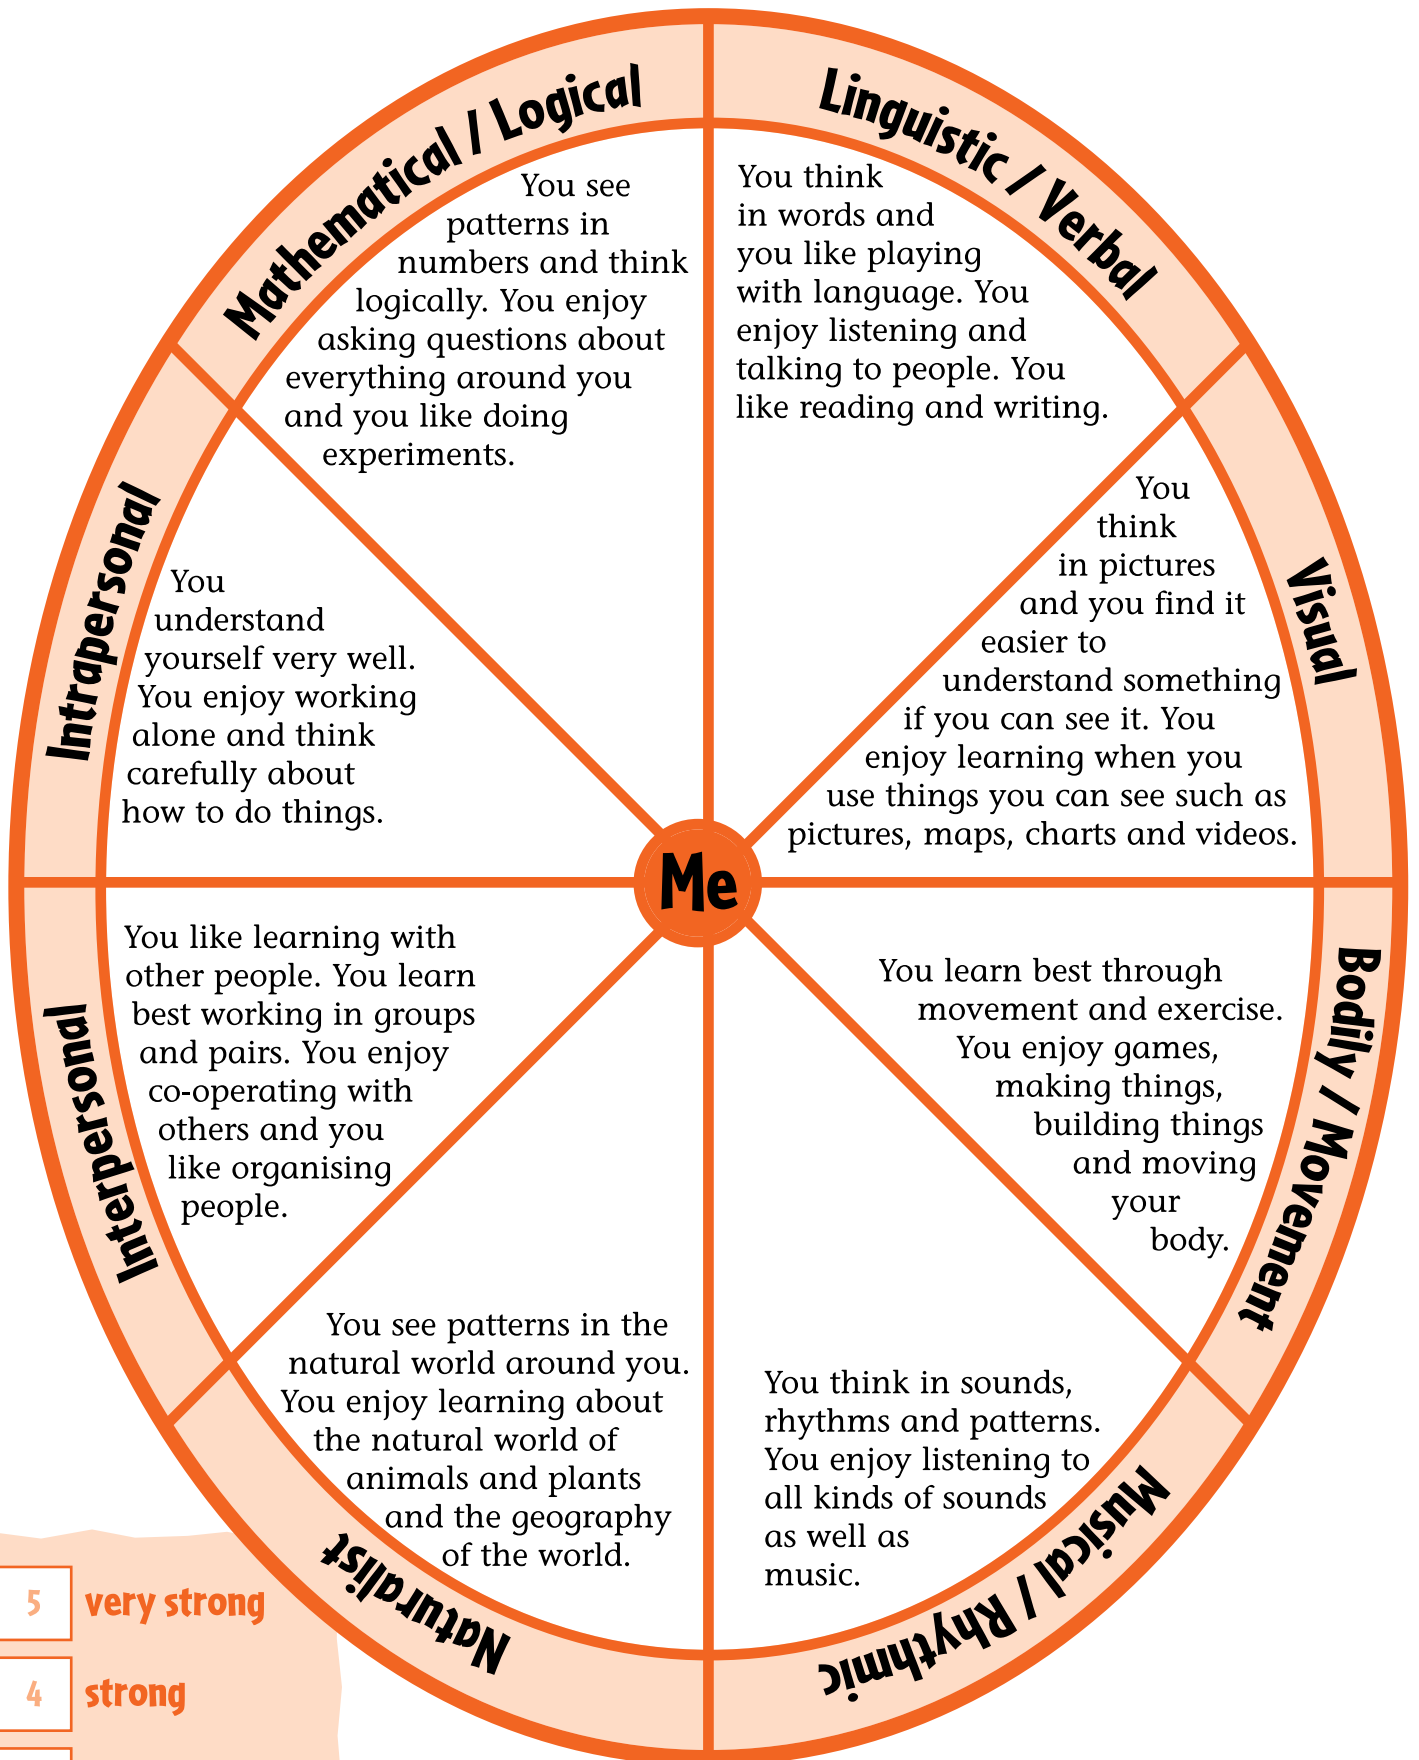 Mathematical / Logical
You see
patterns in
numbers and think
logically. You enjoy
asking questions about
everything around you
and you like doing
experiments.
Linguistic / Verbal
You think
in words and
you like playing
with language. You
enjoy listening and
talking to people. You
like reading and writing.
Visual
You
think
in pictures
and you find it
easier to
understand something
if you can see it. You
enjoy learning when you
use things you can see such as
pictures, maps, charts and videos.
Intrapersonal
You
understand
yourself very well.
You enjoy working
alone and think
carefully about
how to do things.
Me
Interpersonal
You like learning with
other people. You learn
best working in groups
and pairs. You enjoy
co-operating with
others and you
like organising
people.
Bodily / Movement
You learn best through
movement and exercise.
You enjoy games,
making things,
building things
and moving
your
body.
Naturalist
You see patterns in the
natural world around you.
You enjoy learning about
the natural world of
animals and plants
and the geography
of the world.
Musical / Rhythmic
You think in sounds,
rhythms and patterns.
You enjoy listening to
all kinds of sounds
as well as
music.
5 very strong
4 strong